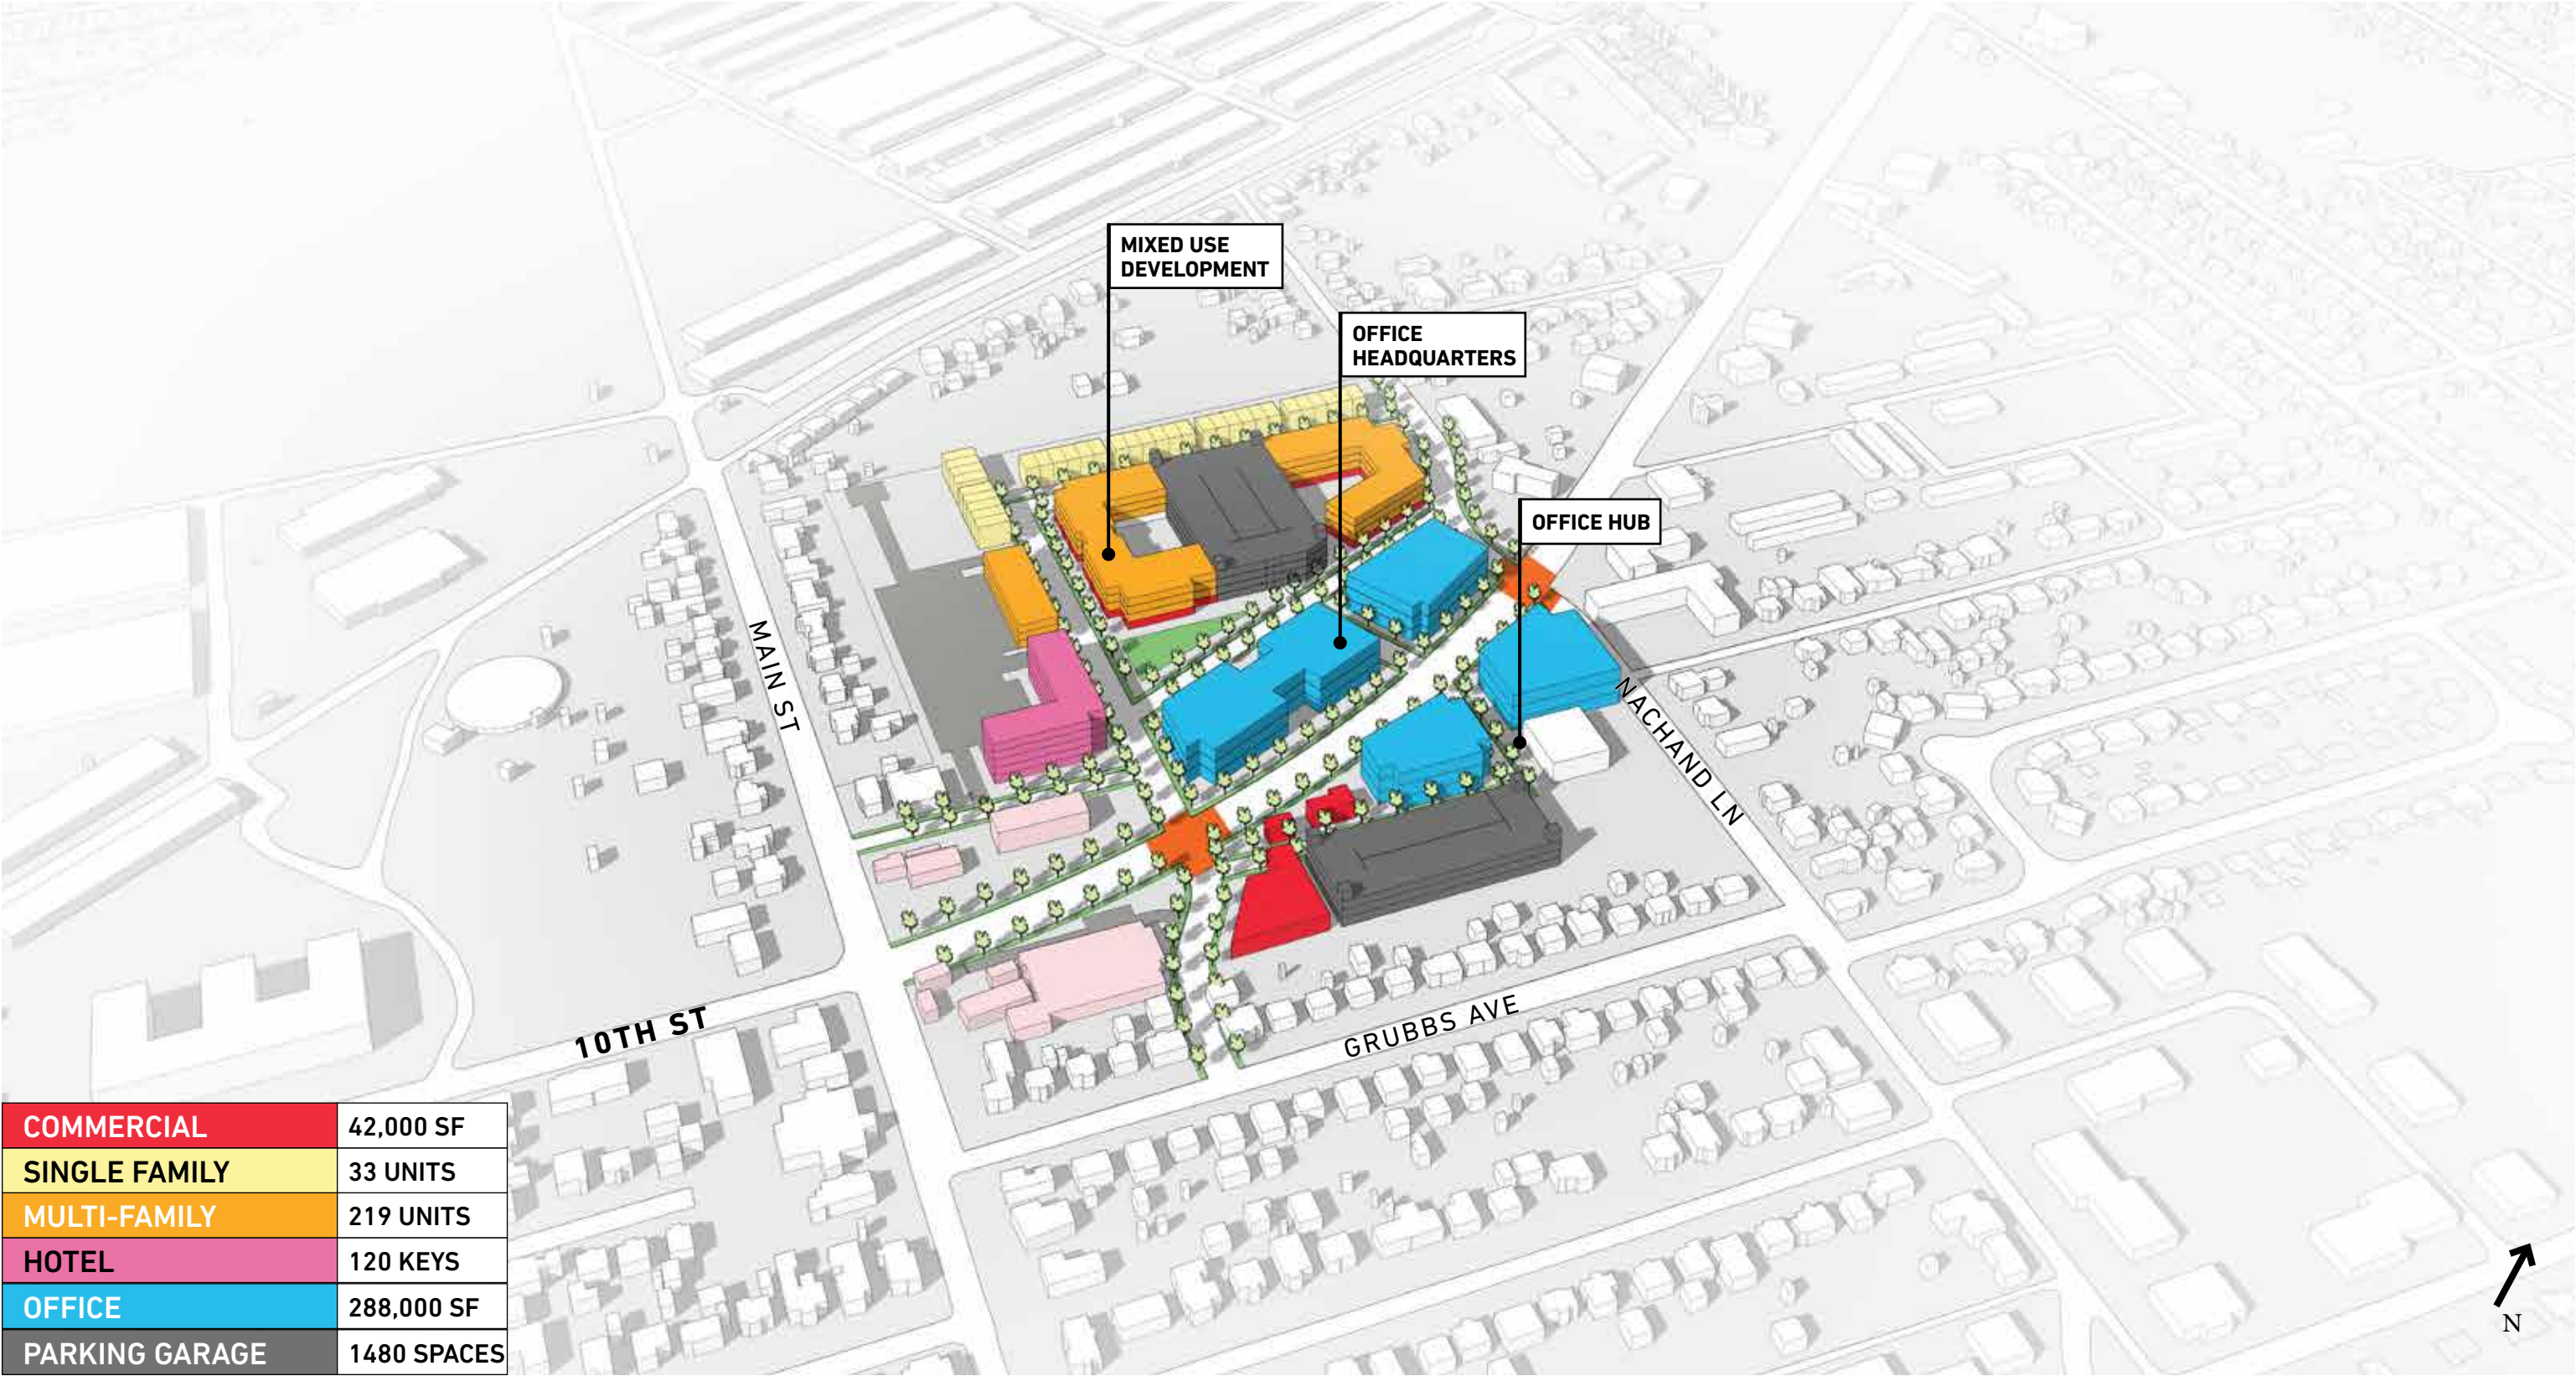 MIXED USE
DEVELOPMENT
OFFICE
HEADQUARTERS
OFFICE HUB
MAIN ST
NACHAND LN
10TH ST
GRUBBS AVE
COMMERCIAL 42,000 SF
SINGLE FAMILY 33 UNITS
MULTI-FAMILY 219 UNITS
HOTEL 120 KEYS
OFFICE 288,000 SF
PARKING GARAGE 1480 SPACES
N